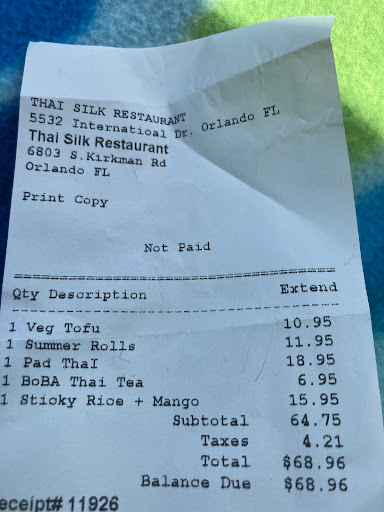 THAI SILK RESTAURANT
5532 Internatioal Dr. Orlando FL
Thai Silk Restaurant
6803 S.Kirkman Rd
Orlando FL
Print Copy
Not Paid
Qty Description Extend
1 Veg Tofu 10.95
1 Summer Rolls 11.95
1 Pad ThaI 18.95
1 BoBA Thai Tea 6.95
1 Sticky Rice + Mango 15.95
Subtotal 64.75
Taxes 4.21
Total $68.96
Balance Due $68.96
eceipt# 11926